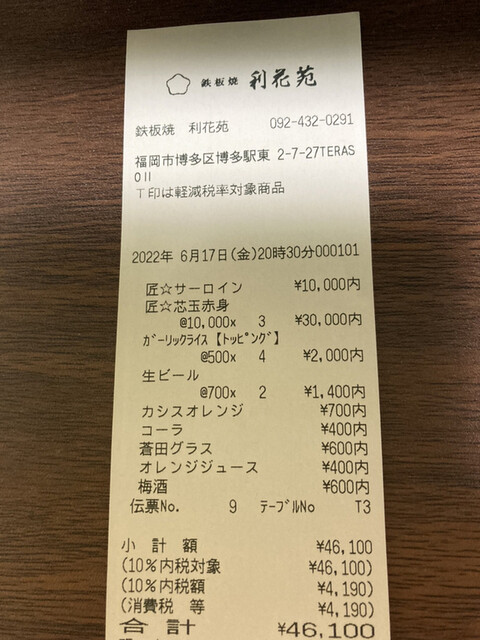 鉄板焼 利花苑
鉄板焼 利花苑 092-432-0291
福岡市博多区博多駅東 2-7-27TERAS
OII
T印は軽減税率対象商品
2022年 6月17日(金)20時30分000101
匠☆サーロイン ¥10,000内
匠☆芯玉赤身
@10,000x 3 ¥30,000内
ｶﾞｰﾘｯｸﾗｲｽ【ﾄｯﾋﾟﾝｸﾞ】
@500x 4 ¥2,000内
生ビール
@700x 2 ¥1,400内
カシスオレンジ ¥700内
コーラ ¥400内
蒼田グラス ¥600内
オレンジジュース ¥400内
梅酒 ¥600内
伝票No. 9 ﾃｰﾌﾞﾙNo T3
小 計 額 ¥46,100
(10%内税対象 ¥46,100)
(10%内税額 ¥4,190)
(消費税 等 ¥4,190)
合計 ¥46,100